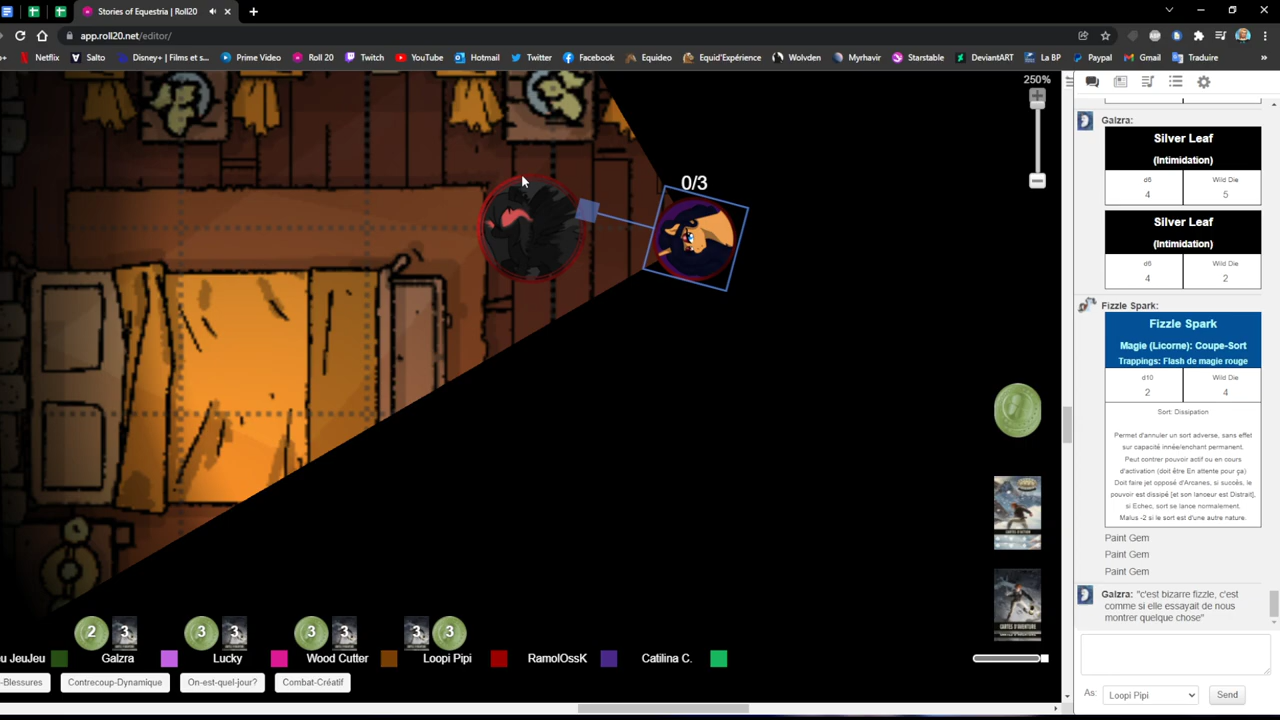 Stories of Equestria | Roll20
app.roll20.net/editor/
Netflix Salto Disney+ | Films et s... Prime Video Roll 20 Twitch YouTube Hotmail Twitter Facebook Equideo Equid'Expérience Wolvden Myrhavir Starstable DeviantART La BP Paypal Gmail Traduire »
250%
0/3
Galzra:
Silver Leaf
(Intimidation)
d6 Wild Die
4 5
Silver Leaf
(Intimidation)
d6 Wild Die
4 2
Fizzle Spark:
Fizzle Spark
Magie (Licorne): Coupe-Sort
Trappings: Flash de magie rouge
d10 Wild Die
2 4
Sort: Dissipation
Permet d'annuler un sort adverse, sans effet
sur capacité innée/enchant permanent.
Peut contrer pouvoir actif ou en cours
d'activation (doit être En attente pour ça)
Doit faire jet opposé d'Arcanes, si succès, le
pouvoir est dissipé [et son lanceur est Distrait],
si Echec, sort se lance normalement.
Malus -2 si le sort est d'une autre nature.
Paint Gem
Paint Gem
Paint Gem
Galzra: "c'est bizarre fizzle, c'est
comme si elle essayait de nous
montrer quelque chose"
2 3 3 3 3 3 3 3
u JeuJeu Galzra Lucky Wood Cutter Loopi Pipi RamolOssK Catilina C.
-Blessures Contrecoup-Dynamique On-est-quel-jour? Combat-Créatif
As: Loopi Pipi Send